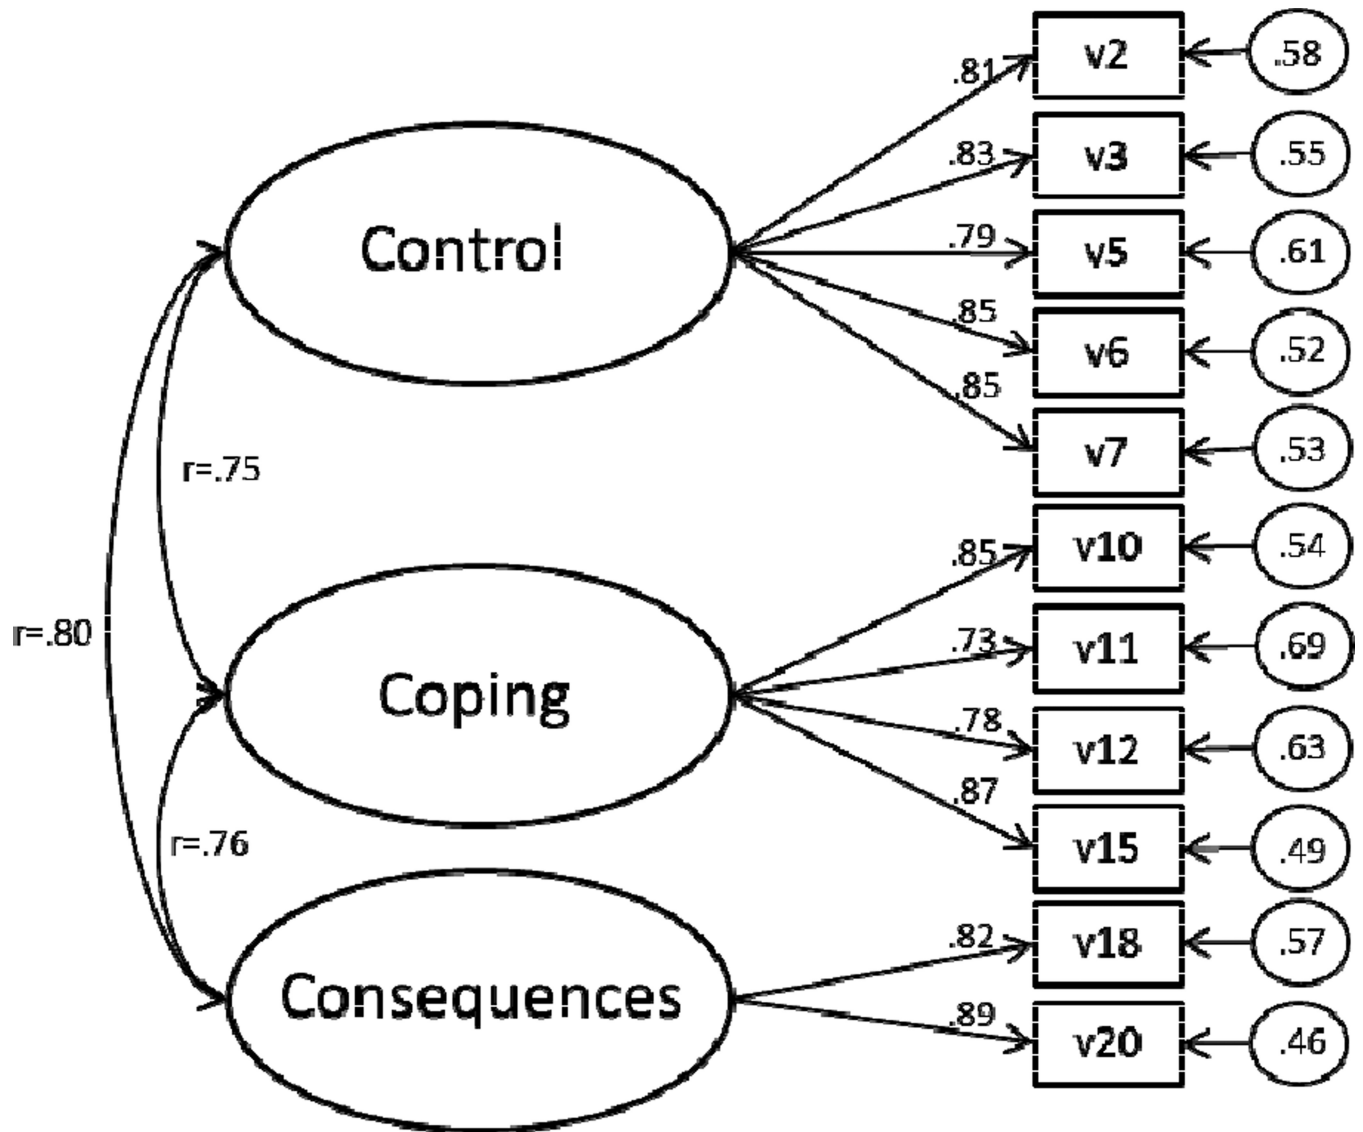 .81 v2 .58
.83 v3 .55
Control
.79 v5 .61
.85 v6 .52
.85 v7 .53
r=.75
.85 v10 .54
r=.80
.73 v11 .69
Coping
.78 v12 .63
.87 v15 .49
r=.76
.82 v18 .57
Consequences
.89 v20 .46